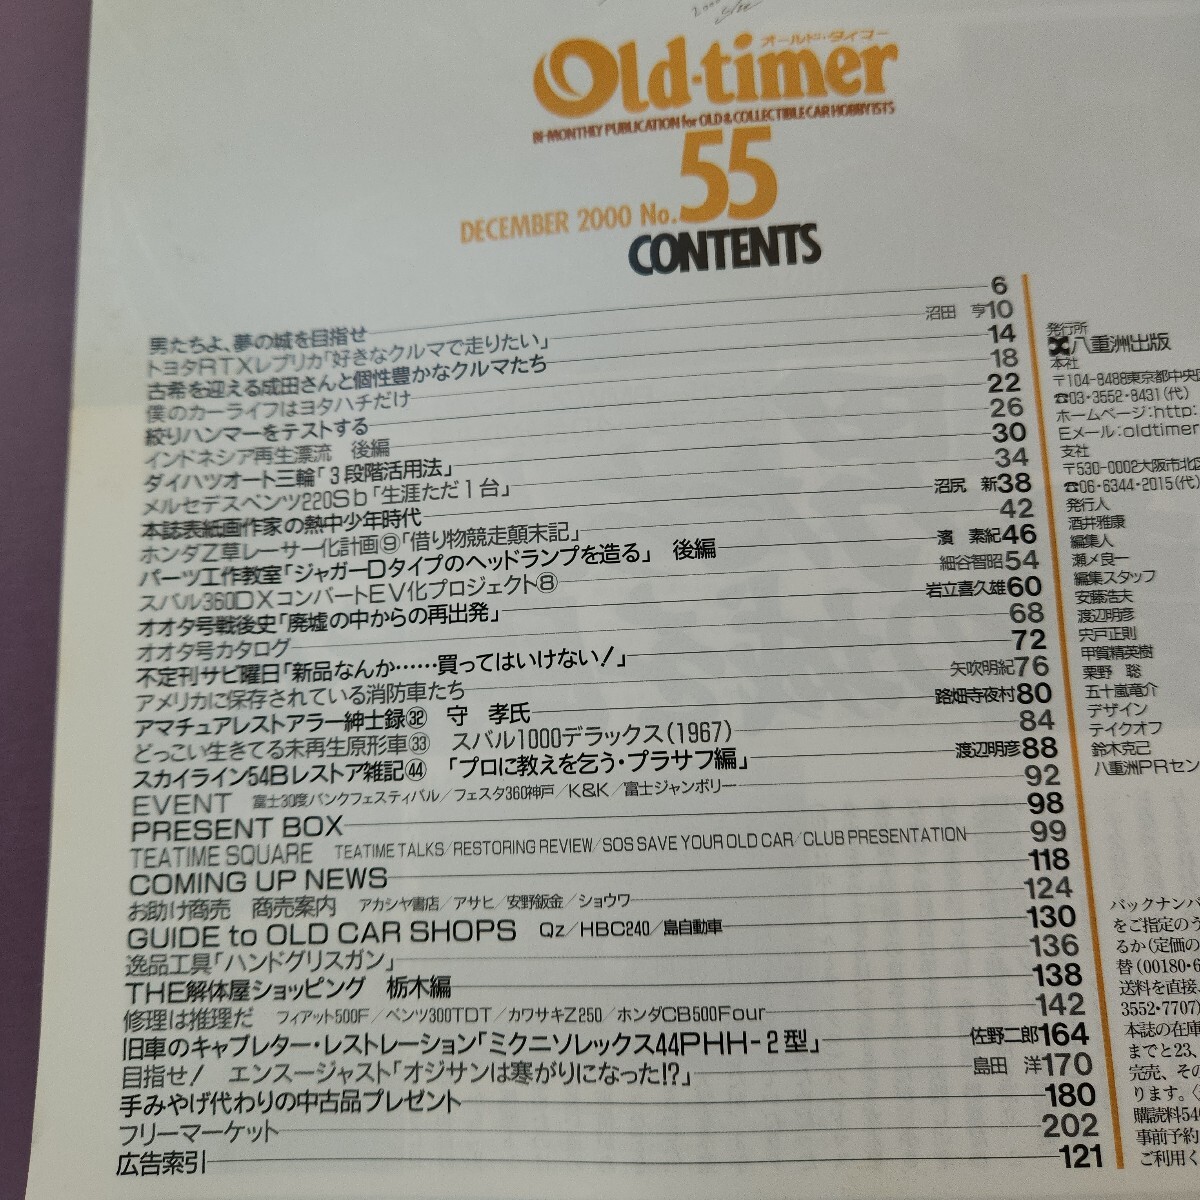 オールド・タイマー
Old-timer
BI-MONTHLY PUBLICATION for OLD & COLLECTIBLE CAR HOBBYISTS
DECEMBER 2000 No.55
CONTENTS
男たちよ、夢の城を目指せ 6
トヨタRTXレプリカ「好きなクルマで走りたい」 沼田 亨10
古希を迎える成田さんと個性豊かなクルマたち 14
僕のカーライフはヨタハチだけ 18
絞りハンマーをテストする 22
インドネシア再生漂流 後編 26
ダイハツオート三輪「3段階活用法」 30
メルセデスベンツ220Sb「生涯ただ1台」 34
本誌表紙画作家の熱中少年時代 沼尻 新38
ホンダZ草レーサー化計画⑨「借り物競走顛末記」 42
パーツ工作教室「ジャガーDタイプのヘッドランプを造る」 後編 濱 素紀46
スバル360DXコンバートEV化プロジェクト⑧ 細谷智昭54
オオタ号戦後史「廃墟の中からの再出発」 岩立喜久雄60
オオタ号カタログ 68
不定刊サビ曜日「新品なんか……買ってはいけない!」 72
アメリカに保存されている消防車たち 矢吹明紀76
アマチュアレストアラー紳士録㉜ 守 孝氏 路畑寺夜村80
どっこい生きてる未再生原形車㉝ スバル1000デラックス(1967) 84
スカイライン54Bレストア雑記㊹ 「プロに教えを乞う・プラサフ編」 渡辺明彦88
EVENT 富士30度バンクフェスティバル/フェスタ360神戸/K&K/富士ジャンボリー 92
PRESENT BOX 98
TEATIME SQUARE TEATIME TALKS/RESTORING REVIEW/SOS SAVE YOUR OLD CAR/CLUB PRESENTATION 99
COMING UP NEWS 118
お助け商売 商売案内 アカシヤ書店/アサヒ/安野鈑金/ショウワ 124
GUIDE to OLD CAR SHOPS Qz/HBC240/島自動車 130
逸品工具「ハンドグリスガン」 136
THE解体屋ショッピング 栃木編 138
修理は推理だ フィアット500F/ベンツ300TDT/カワサキZ250/ホンダCB500Four 142
旧車のキャブレター・レストレーション「ミクニソレックス44PHH-2型」 佐野二郎164
目指せ! エンスージャスト「オジサンは寒がりになった!?」 島田 洋170
手みやげ代わりの中古品プレゼント 180
フリーマーケット 202
広告索引 121
発行所
八重洲出版
本社
〒104-8488東京都中央区
☎03・3552・8431(代)
ホームページ:http:
Eメール:oldtimer
支社
〒530-0002大阪市北区
☎06・6344・2015(代)
発行人
酒井雅康
編集人
瀬メ良一
編集スタッフ
安藤浩夫
渡辺明彦
宍戸正則
甲賀精英樹
栗野 聡
五十嵐竜介
デザイン
テイクオフ
鈴木克己
八重洲PRセン
バックナンバ
をご指定のう
るか(定価の
替(00180・6
送料を直接
3552・7707)
本誌の在庫
までと23、
完売、その
ります。
購読料54
事前予約
ご利用く